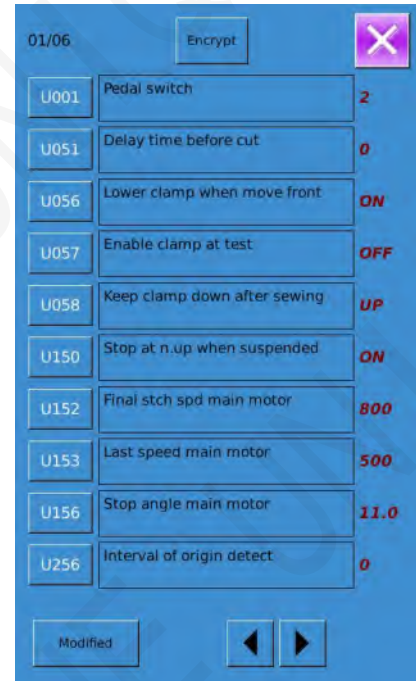 01/06 Encrypt
U001 Pedal switch 2
U051 Delay time before cut 0
U056 Lower clamp when move front ON
U057 Enable clamp at test OFF
U058 Keep clamp down after sewing UP
U150 Stop at n.up when suspended ON
U152 Final stch spd main motor 800
U153 Last speed main motor 500
U156 Stop angle main motor 11.0
U256 Interval of origin detect 0
Modified